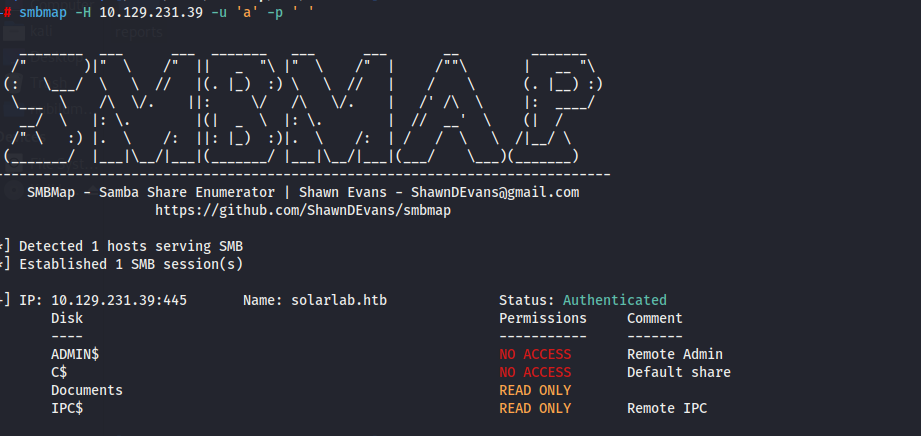 # smbmap -H 10.129.231.39 -u 'a' -p ' '
SMBMAP
-----------------------------------------------------------------------------
SMBMap - Samba Share Enumerator | Shawn Evans - ShawnDEvans@gmail.com
https://github.com/ShawnDEvans/smbmap
*] Detected 1 hosts serving SMB
*] Established 1 SMB session(s)
+] IP: 10.129.231.39:445 Name: solarlab.htb Status: Authenticated
Disk Permissions Comment
---- ----------- -------
ADMIN$ NO ACCESS Remote Admin
C$ NO ACCESS Default share
Documents READ ONLY
IPC$ READ ONLY Remote IPC